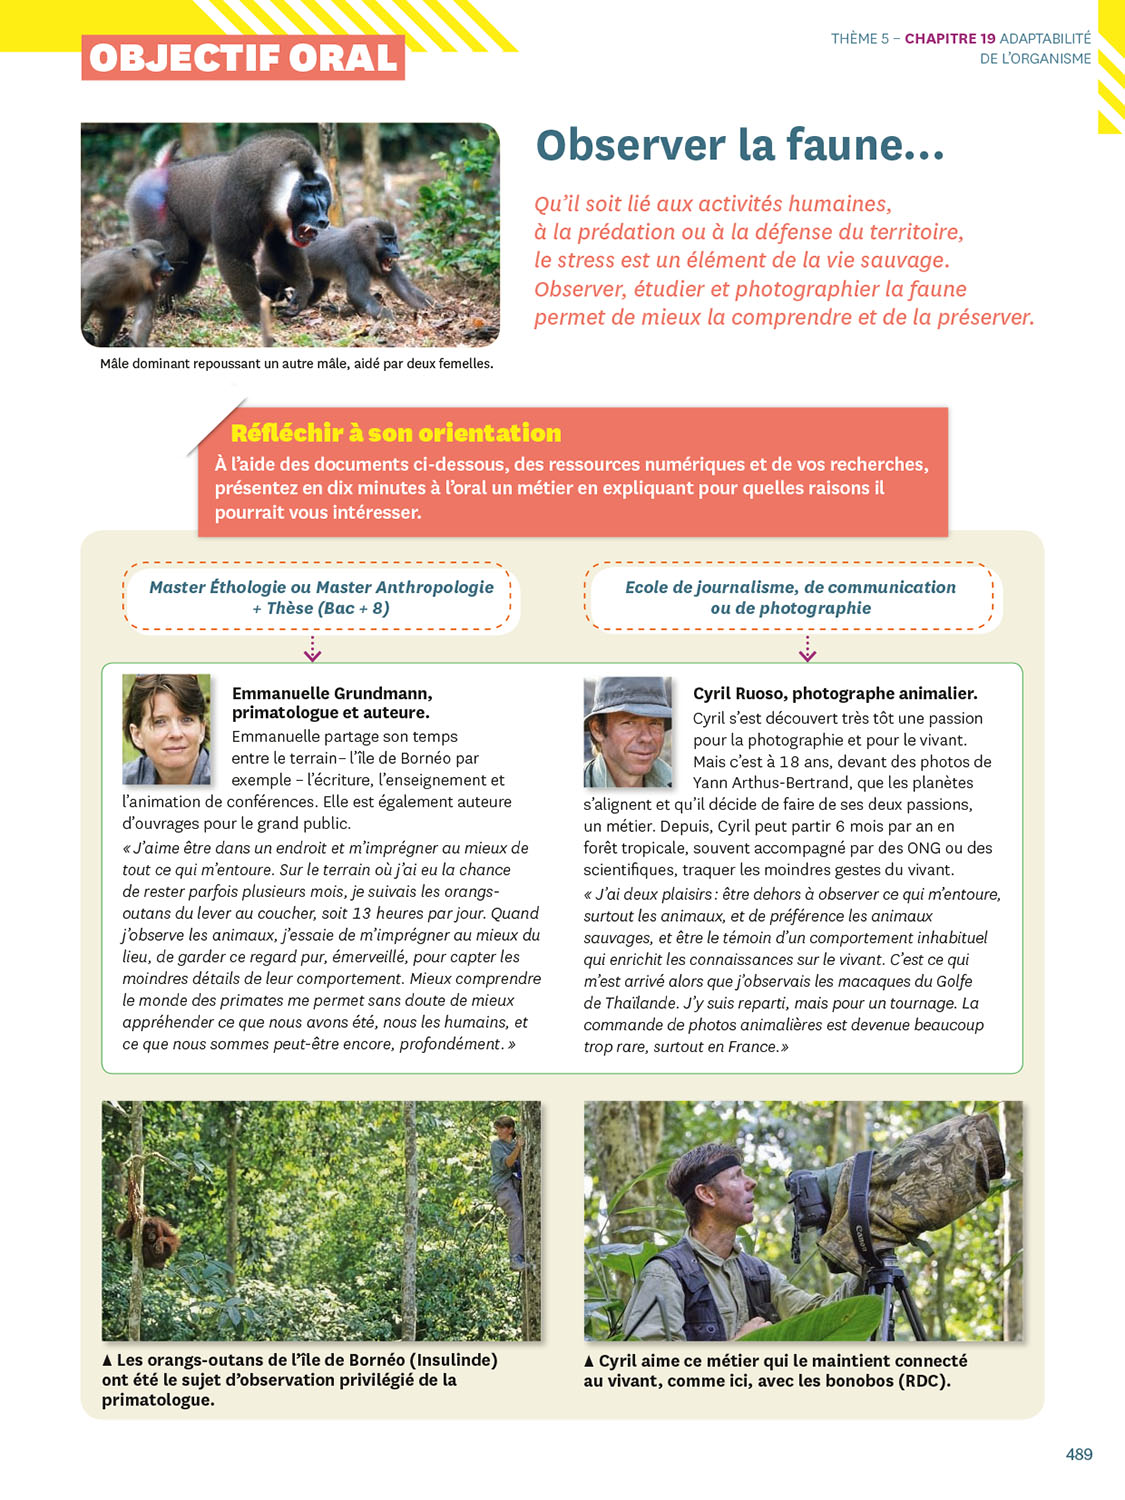 OBJECTIF ORAL
THÈME 5 – CHAPITRE 19 ADAPTABILITÉ
DE L'ORGANISME
Observer la faune…
Qu'il soit lié aux activités humaines,
à la prédation ou à la défense du territoire,
le stress est un élément de la vie sauvage.
Observer, étudier et photographier la faune
permet de mieux la comprendre et de la préserver.
Mâle dominant repoussant un autre mâle, aidé par deux femelles.
Réfléchir à son orientation
À l'aide des documents ci-dessous, des ressources numériques et de vos recherches,
présentez en dix minutes à l'oral un métier en expliquant pour quelles raisons il
pourrait vous intéresser.
Master Éthologie ou Master Anthropologie
+ Thèse (Bac + 8)
Emmanuelle Grundmann,
primatologue et auteure.
Emmanuelle partage son temps
entre le terrain– l'île de Bornéo par
exemple – l'écriture, l'enseignement et
l'animation de conférences. Elle est également auteure
d'ouvrages pour le grand public.
« J'aime être dans un endroit et m'imprégner au mieux de
tout ce qui m'entoure. Sur le terrain où j'ai eu la chance
de rester parfois plusieurs mois, je suivais les orangs-
outans du lever au coucher, soit 13 heures par jour. Quand
j'observe les animaux, j'essaie de m'imprégner au mieux du
lieu, de garder ce regard pur, émerveillé, pour capter les
moindres détails de leur comportement. Mieux comprendre
le monde des primates me permet sans doute de mieux
appréhender ce que nous avons été, nous les humains, et
ce que nous sommes peut-être encore, profondément. »
Ecole de journalisme, de communication
ou de photographie
Cyril Ruoso, photographe animalier.
Cyril s'est découvert très tôt une passion
pour la photographie et pour le vivant.
Mais c'est à 18 ans, devant des photos de
Yann Arthus-Bertrand, que les planètes
s'alignent et qu'il décide de faire de ses deux passions,
un métier. Depuis, Cyril peut partir 6 mois par an en
forêt tropicale, souvent accompagné par des ONG ou des
scientifiques, traquer les moindres gestes du vivant.
« J'ai deux plaisirs : être dehors à observer ce qui m'entoure,
surtout les animaux, et de préférence les animaux
sauvages, et être le témoin d'un comportement inhabituel
qui enrichit les connaissances sur le vivant. C'est ce qui
m'est arrivé alors que j'observais les macaques du Golfe
de Thaïlande. J'y suis reparti, mais pour un tournage. La
commande de photos animalières est devenue beaucoup
trop rare, surtout en France.»
Canon
▲ Les orangs-outans de l'île de Bornéo (Insulinde)
ont été le sujet d'observation privilégié de la
primatologue.
▲ Cyril aime ce métier qui le maintient connecté
au vivant, comme ici, avec les bonobos (RDC).
489